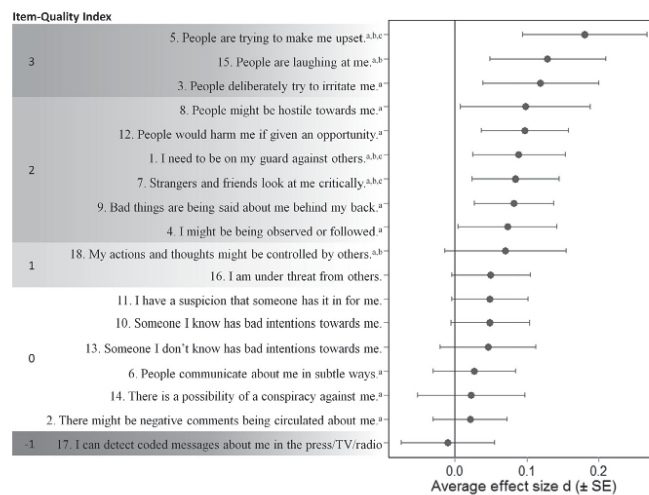 Item-Quality Index
3
5. People are trying to make me upset.a,b,c
15. People are laughing at me.a,b
3. People deliberately try to irritate me.a
2
8. People might be hostile towards me.a
12. People would harm me if given an opportunity.a
1. I need to be on my guard against others.a,b,c
7. Strangers and friends look at me critically.a,b,c
9. Bad things are being said about me behind my back.a
4. I might be being observed or followed.a
1
18. My actions and thoughts might be controlled by others.a,b
16. I am under threat from others.
0
11. I have a suspicion that someone has it in for me.
10. Someone I know has bad intentions towards me.
13. Someone I don't know has bad intentions towards me.
6. People communicate about me in subtle ways.a
14. There is a possibility of a conspiracy against me.a
2. There might be negative comments being circulated about me.a
-1
17. I can detect coded messages about me in the press/TV/radio
0.0 0.1 0.2
Average effect size d (± SE)